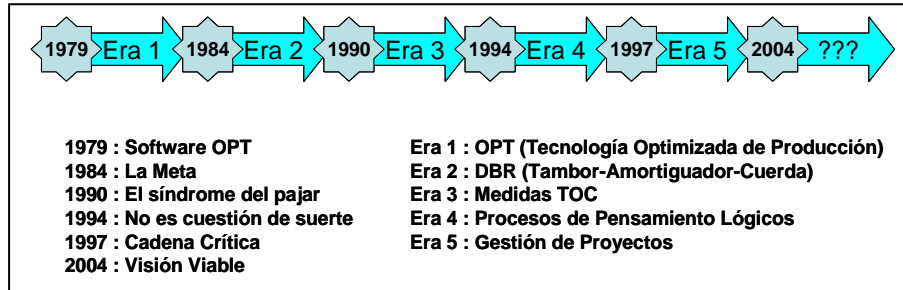 1979 Era 1 1984 Era 2 1990 Era 3 1994 Era 4 1997 Era 5 2004 ???
1979 : Software OPT
1984 : La Meta
1990 : El síndrome del pajar
1994 : No es cuestión de suerte
1997 : Cadena Crítica
2004 : Visión Viable
Era 1 : OPT (Tecnología Optimizada de Producción)
Era 2 : DBR (Tambor-Amortiguador-Cuerda)
Era 3 : Medidas TOC
Era 4 : Procesos de Pensamiento Lógicos
Era 5 : Gestión de Proyectos